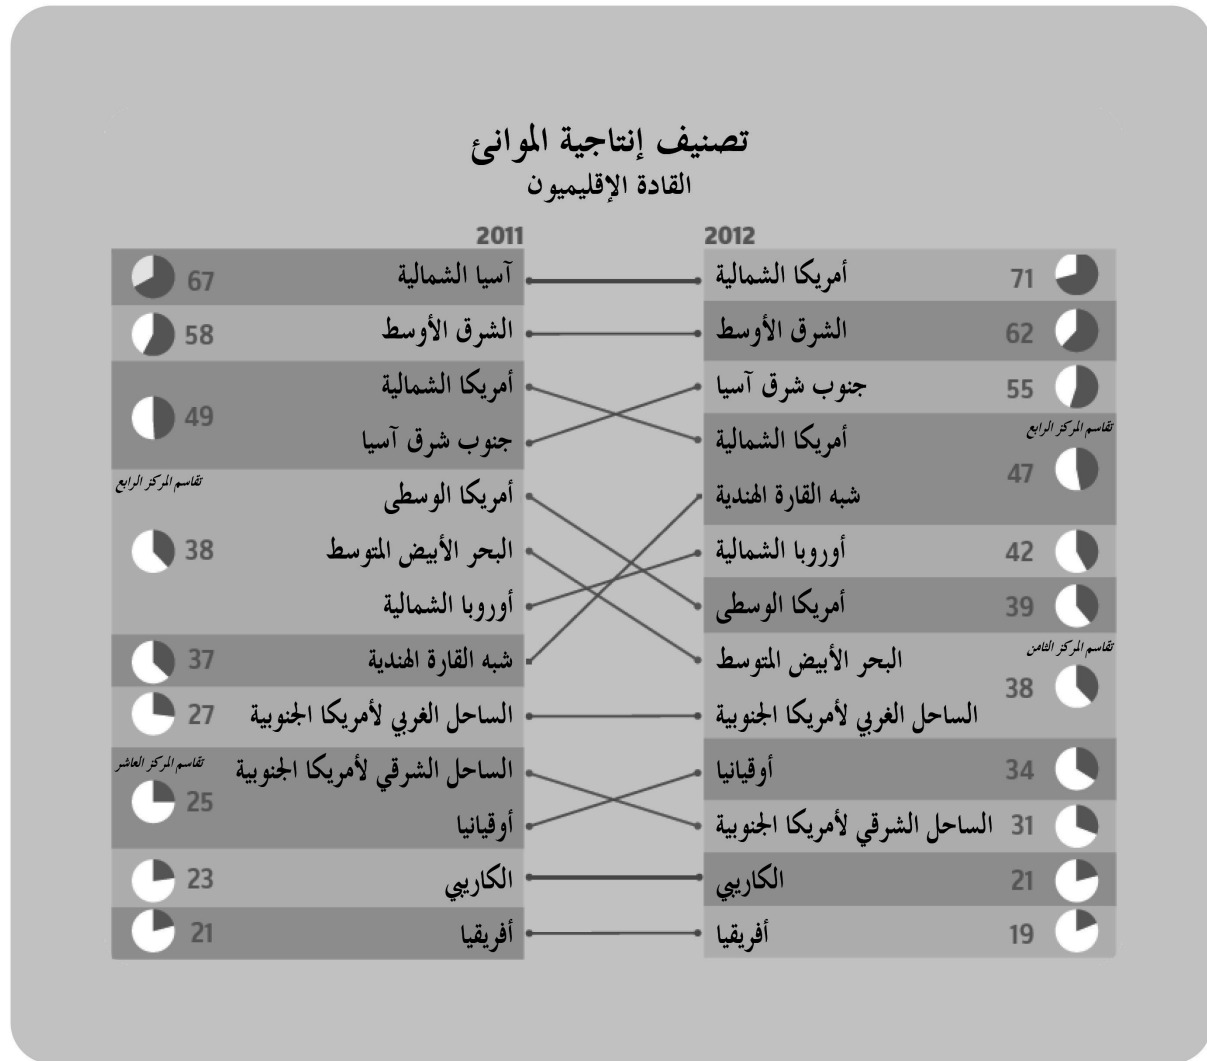 تصنيف إنتاجية الموانئ
القادة الإقليميون
2012
أمريكا الشمالية 71
الشرق الأوسط 62
جنوب شرق آسيا 55
تقاسم المركز الرابع
أمريكا الشمالية
47
شبه القارة الهندية
أوروبا الشمالية 42
أمريكا الوسطى 39
تقاسم المركز الثامن
البحر الأبيض المتوسط
38
الساحل الغربي لأمريكا الجنوبية
أوقيانيا 34
الساحل الشرقي لأمريكا الجنوبية 31
الكاريبي 21
أفريقيا 19
2011
آسيا الشمالية 67
الشرق الأوسط 58
أمريكا الشمالية
49
جنوب شرق آسيا
تقاسم المركز الرابع
أمريكا الوسطى
البحر الأبيض المتوسط 38
أوروبا الشمالية
شبه القارة الهندية 37
الساحل الغربي لأمريكا الجنوبية 27
تقاسم المركز العاشر
الساحل الشرقي لأمريكا الجنوبية
25
أوقيانيا
الكاريبي 23
أفريقيا 21